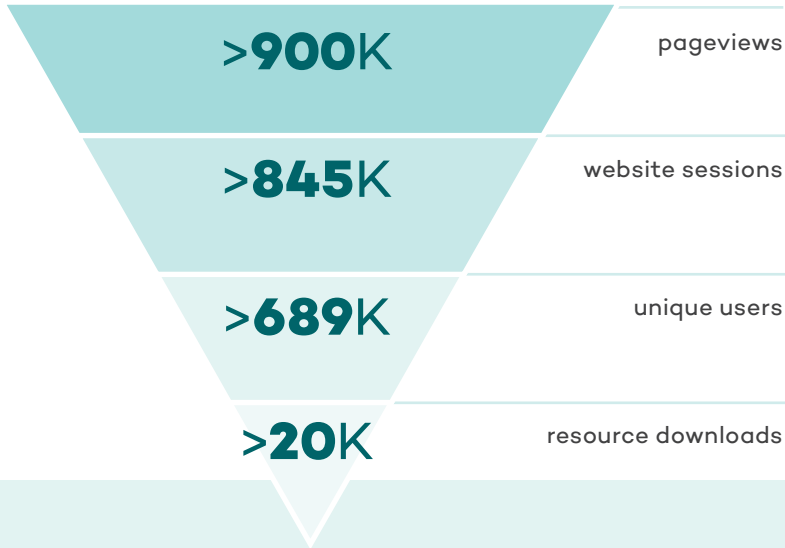 >900K
pageviews
>845K
website sessions
>689K
unique users
>20K
resource downloads